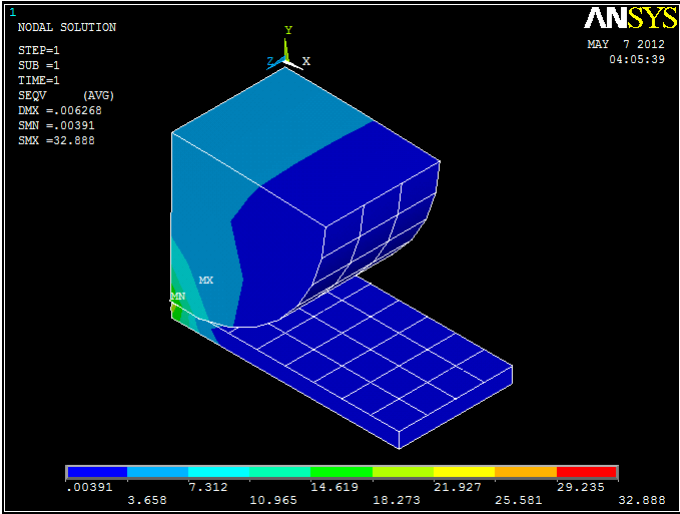 1
NODAL SOLUTION
STEP=1
SUB =1
TIME=1
SEQV (AVG)
DMX =.006268
SMN =.00391
SMX =32.888
ANSYS
MAY 7 2012
04:05:39
Y
Z X
MX
MN
.00391 7.312 14.619 21.927 29.235
3.658 10.965 18.273 25.581 32.888